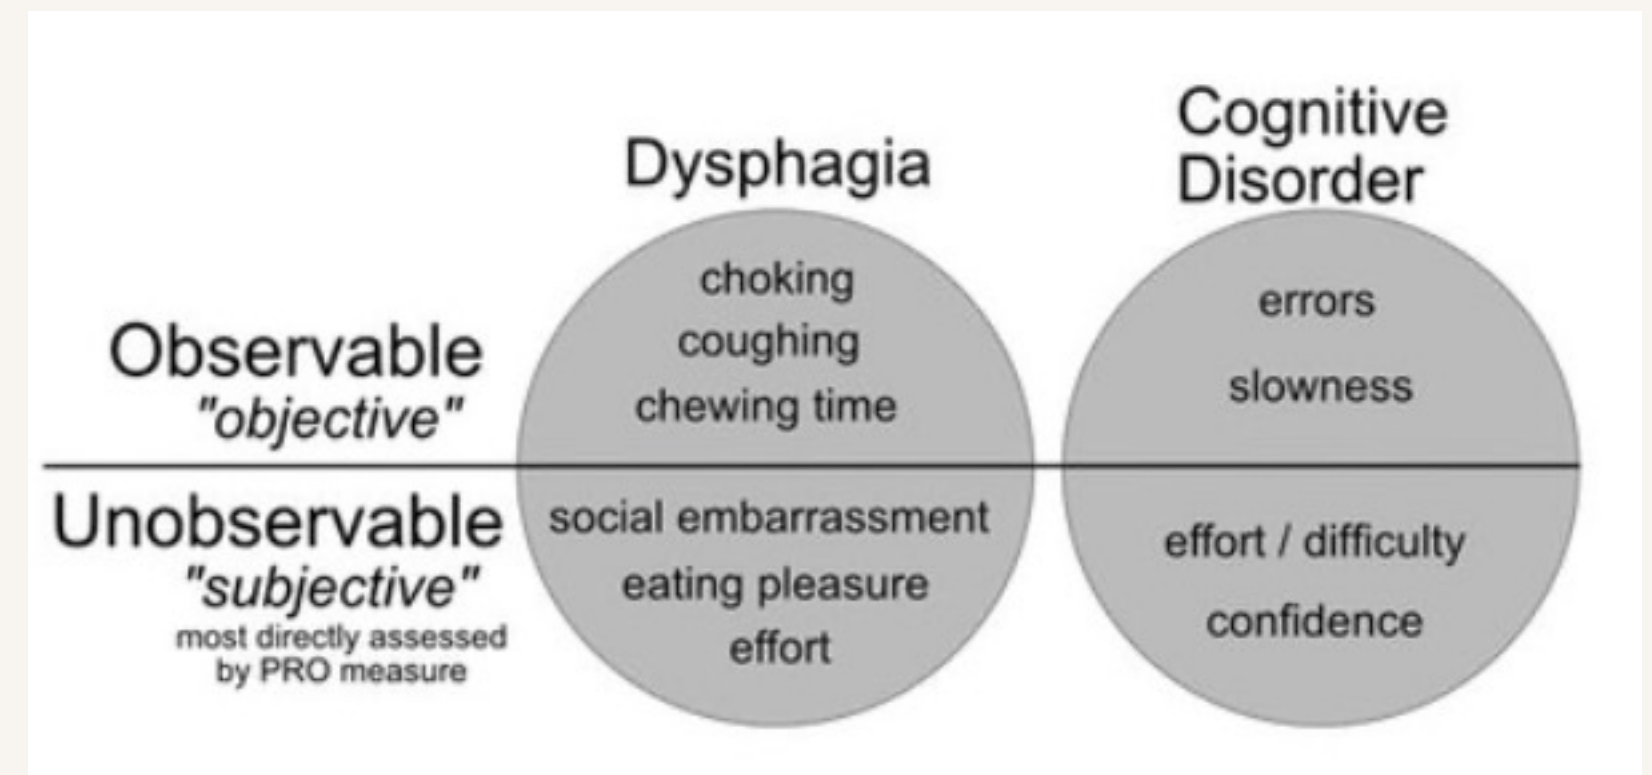 Dysphagia
Cognitive
Disorder
Observable
"objective"
choking
coughing
chewing time
errors
slowness
Unobservable
"subjective"
most directly assessed
by PRO measure
social embarrassment
eating pleasure
effort
effort / difficulty
confidence